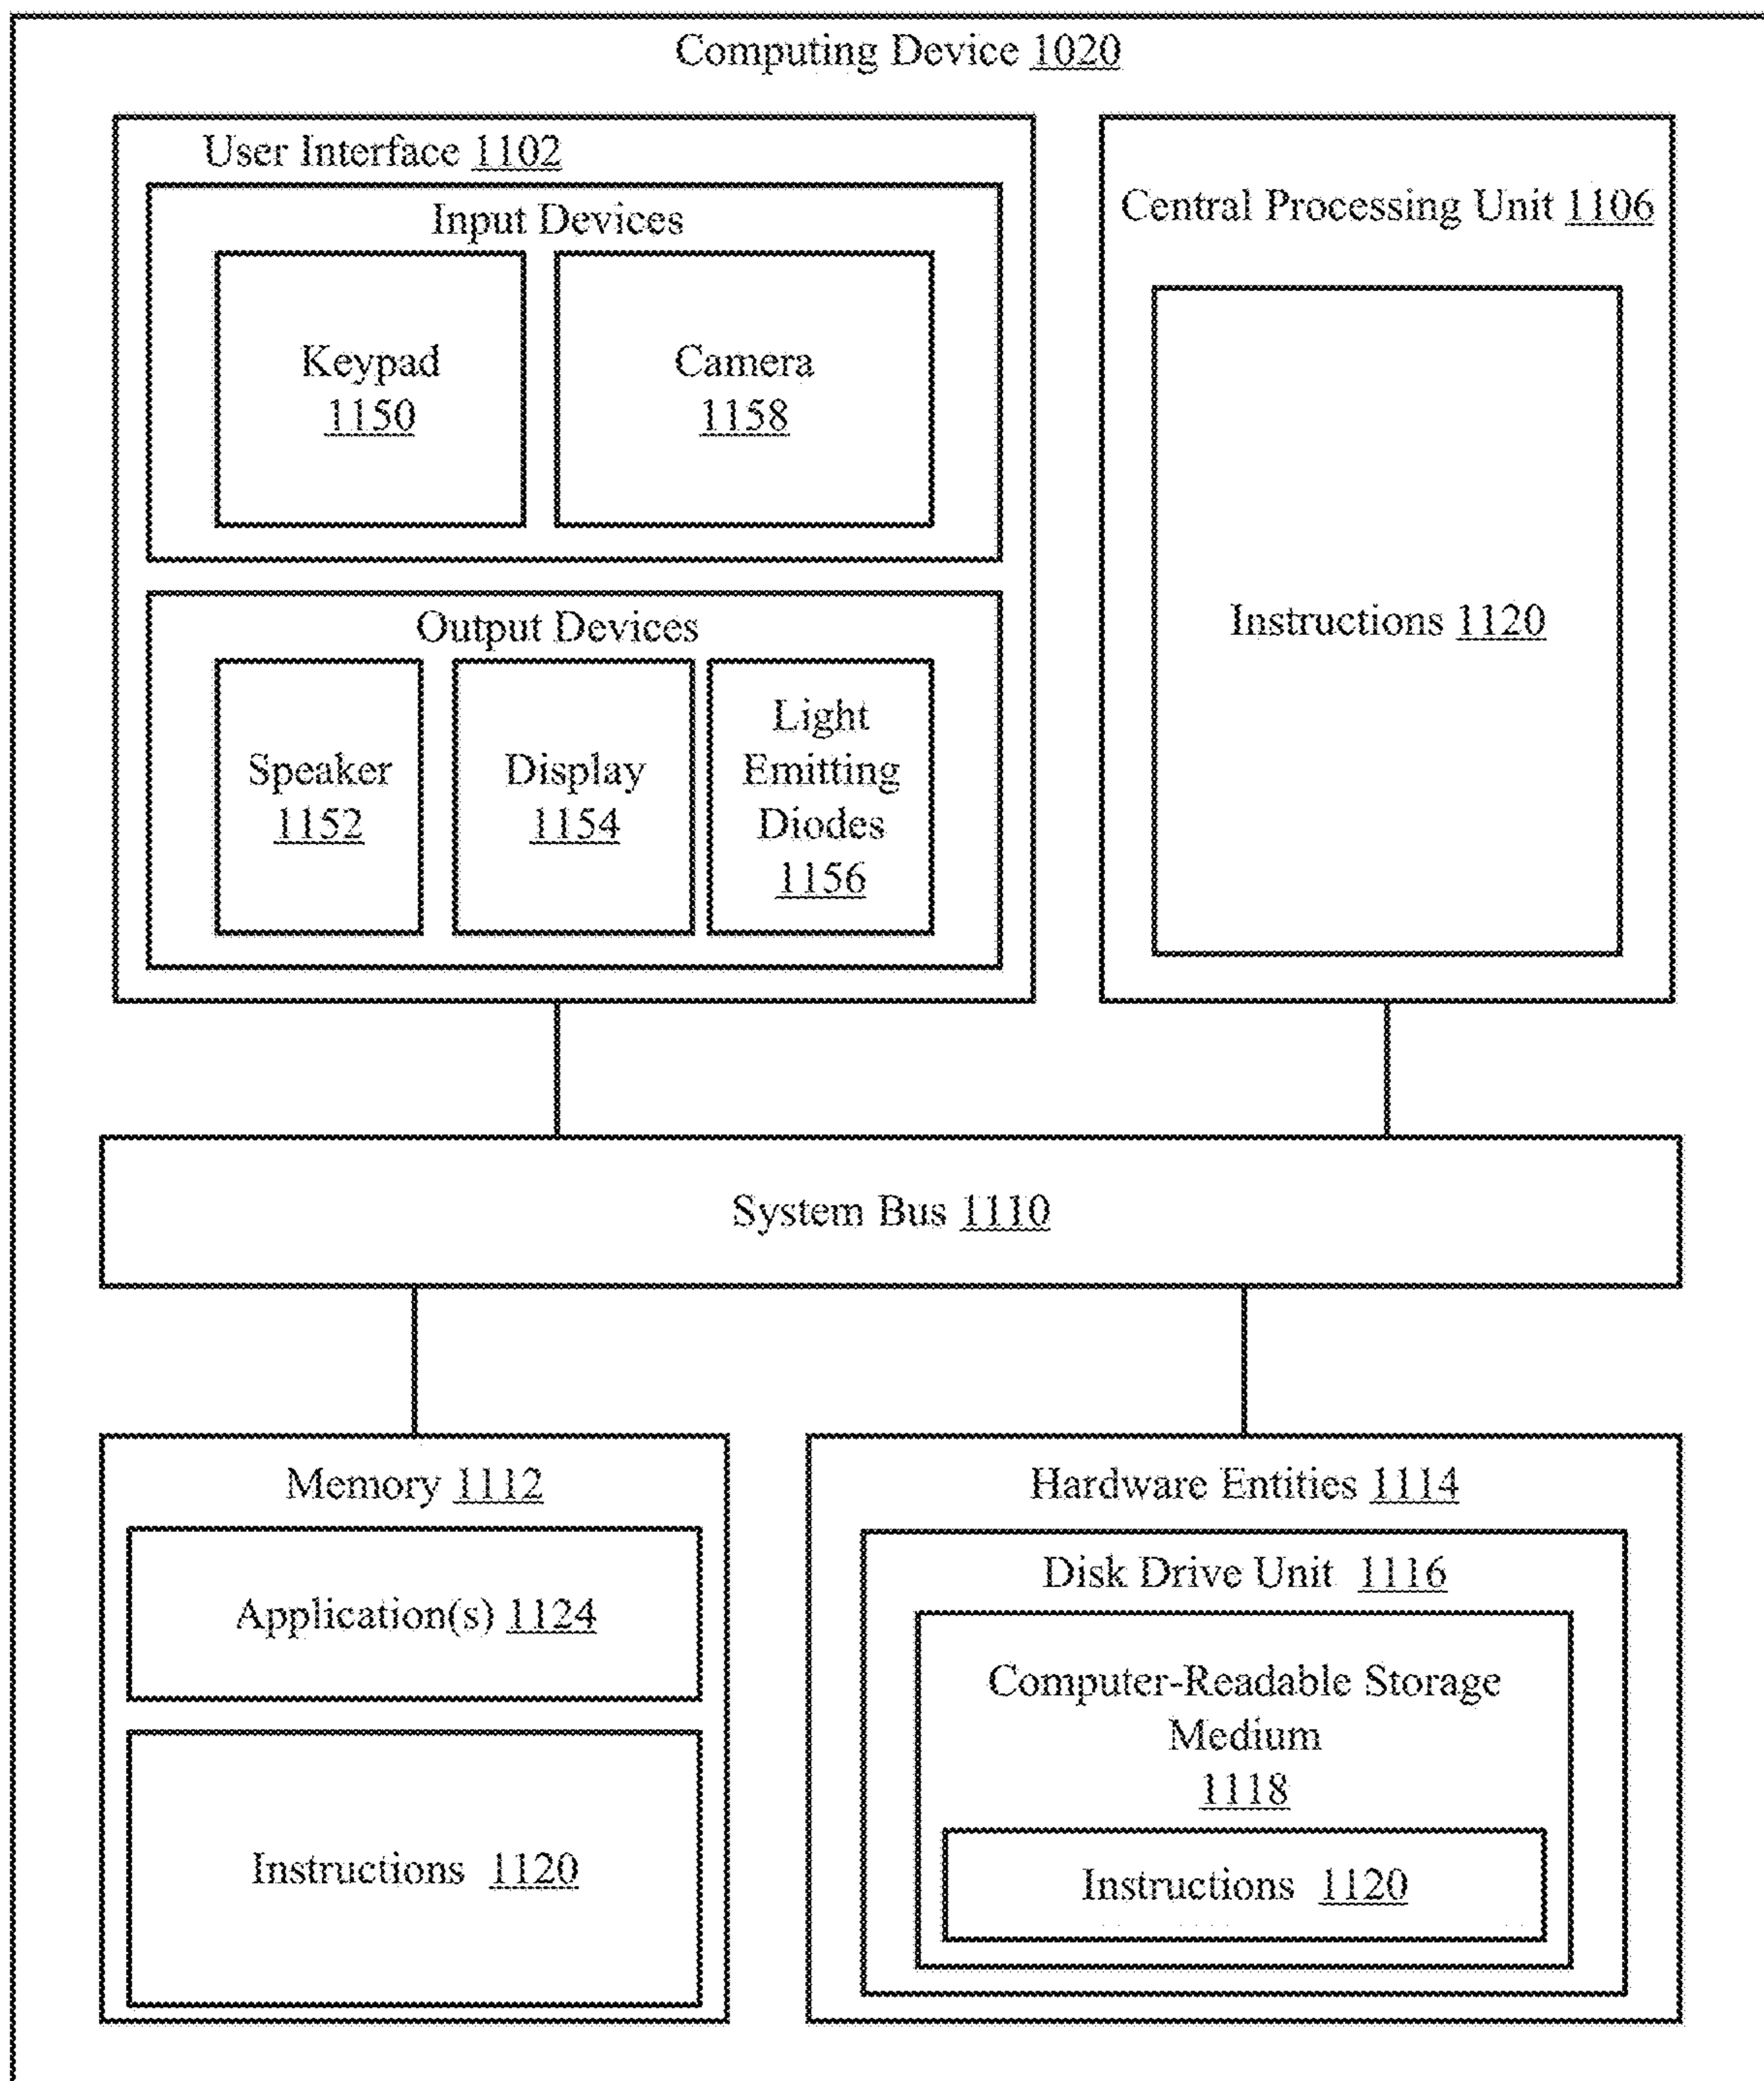 Computing Device 1020
User Interface 1102
Input Devices
Keypad
1150
Camera
1158
Output Devices
Speaker
1152
Display
1154
Light
Emitting
Diodes
1156
Central Processing Unit 1106
Instructions 1120
System Bus 1110
Memory 1112
Application(s) 1124
Instructions 1120
Hardware Entities 1114
Disk Drive Unit 1116
Computer-Readable Storage
Medium
1118
Instructions 1120